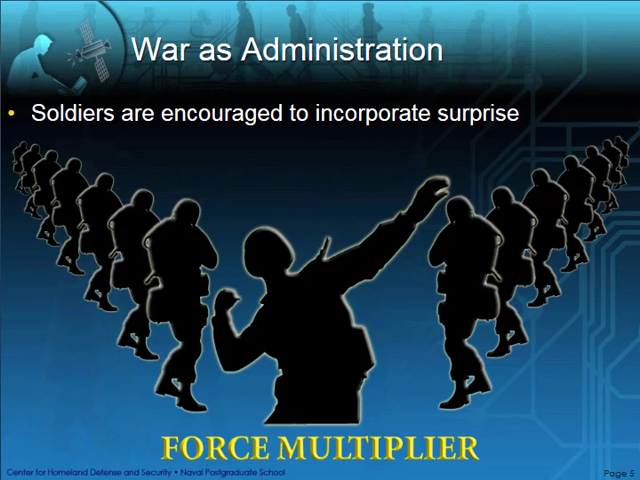 War as Administration
• Soldiers are encouraged to incorporate surprise
FORCE MULTIPLIER
Center for Homeland Defense and Security • Naval Postgraduate School
Page 5